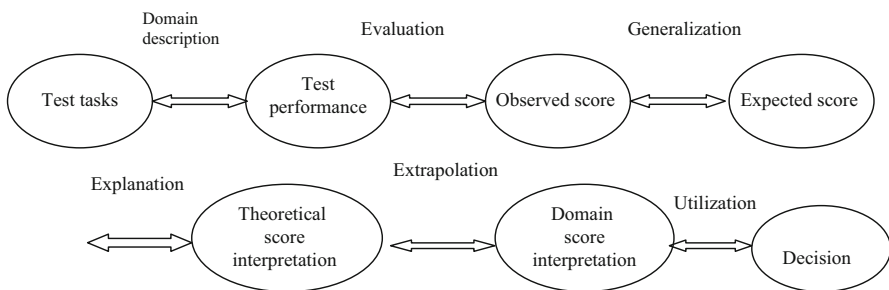 Domain
description
Evaluation
Generalization
Test tasks
Test
performance
Observed score
Expected score
Explanation
Extrapolation
Utilization
Theoretical
score
interpretation
Domain
score
interpretation
Decision